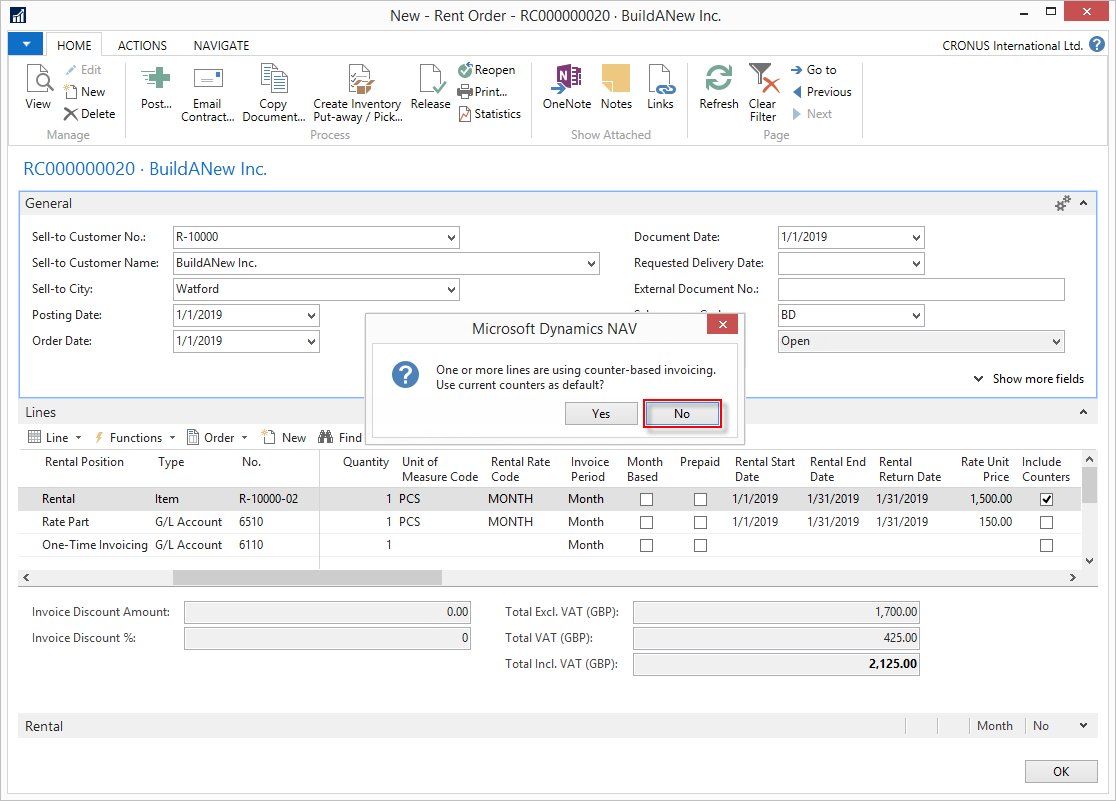 New - Rent Order - RC000000020 · BuildANew Inc.
HOME ACTIONS NAVIGATE CRONUS International Ltd. ?
View
Edit
New
Delete
Manage
Post...
Email Contract...
Copy Document...
Create Inventory Put-away / Pick...
Release
Reopen
Print...
Statistics
Process
OneNote
Notes
Links
Show Attached
Refresh
Clear Filter
Go to
Previous
Next
Page
RC000000020 · BuildANew Inc.
General
Sell-to Customer No.: R-10000
Sell-to Customer Name: BuildANew Inc.
Sell-to City: Watford
Posting Date: 1/1/2019
Order Date: 1/1/2019
Document Date: 1/1/2019
Requested Delivery Date:
External Document No.:
BD
Open
Show more fields
Microsoft Dynamics NAV
?
One or more lines are using counter-based invoicing.
Use current counters as default?
Yes No
Lines
Line Functions Order New Find
Rental Position Type No. Quantity Unit of Measure Code Rental Rate Code Invoice Period Month Based Prepaid Rental Start Date Rental End Date Rental Return Date Rate Unit Price Include Counters
Rental Item R-10000-02 1 PCS MONTH Month 1/1/2019 1/31/2019 1/31/2019 1,500.00
Rate Part G/L Account 6510 1 PCS MONTH Month 1/1/2019 1/31/2019 1/31/2019 150.00
One-Time Invoicing G/L Account 6110 1 Month
Invoice Discount Amount: 0.00
Invoice Discount %: 0
Total Excl. VAT (GBP): 1,700.00
Total VAT (GBP): 425.00
Total Incl. VAT (GBP): 2,125.00
Rental Month No
OK